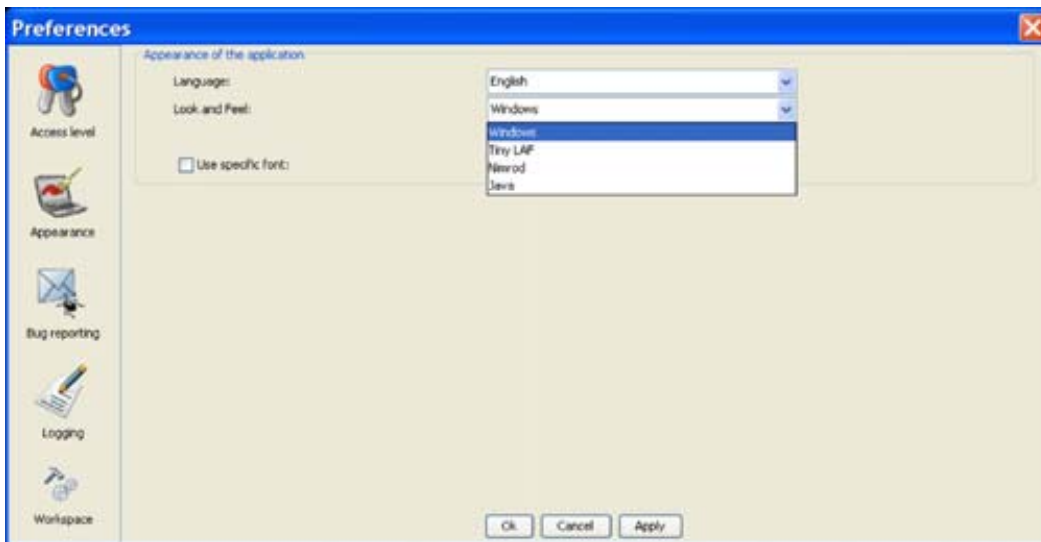 Preferences
Appearance of the application
Language: English
Look and Feel: Windows
Windows
Tiny LAF
Nimrod
Java
Use specific font:
Access level
Appearance
Bug reporting
Logging
Workspace
Ok Cancel Apply